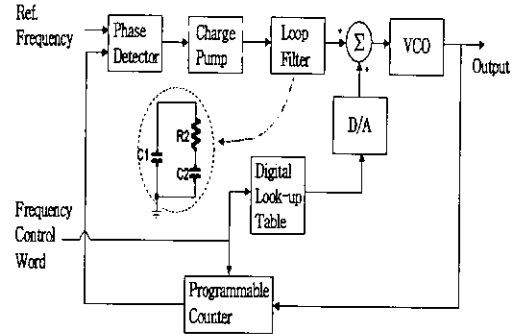 Ref.
Frequency
Phase
Detector
Charge
Pump
Loop
Filter
+
Σ
+
VCO
Output
D/A
R2
C1
C2
Digital
Look-up
Table
Frequency
Control
Word
Programmable
Counter